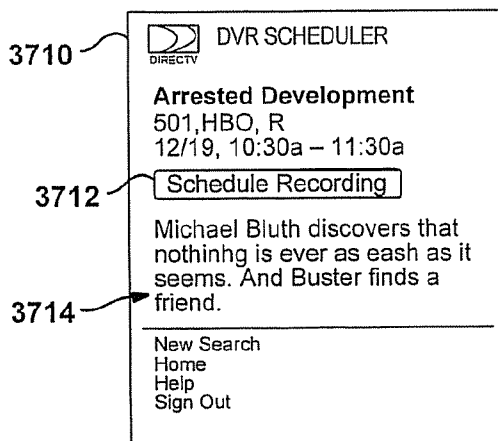 3710
DIRECTV
DVR SCHEDULER
Arrested Development
501,HBO, R
12/19, 10:30a – 11:30a
3712
Schedule Recording
Michael Bluth discovers that
nothinhg is ever as eash as it
seems. And Buster finds a
3714
friend.
New Search
Home
Help
Sign Out